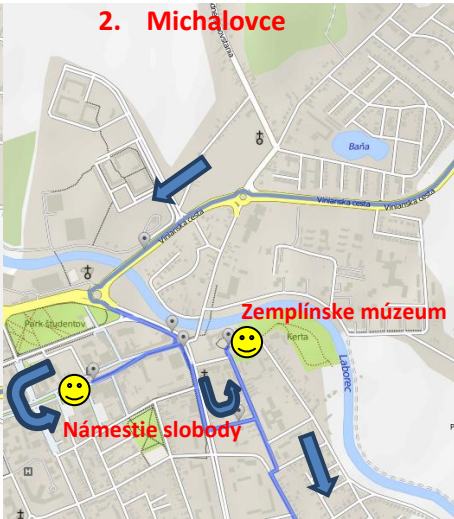 2. Michalovce
Baňa
Vinianska cesta
Vinianska cesta
Vinianska cesta
Zemplínske múzeum
Park študentov
Kerta
Laborec
Námestie slobody
H
P